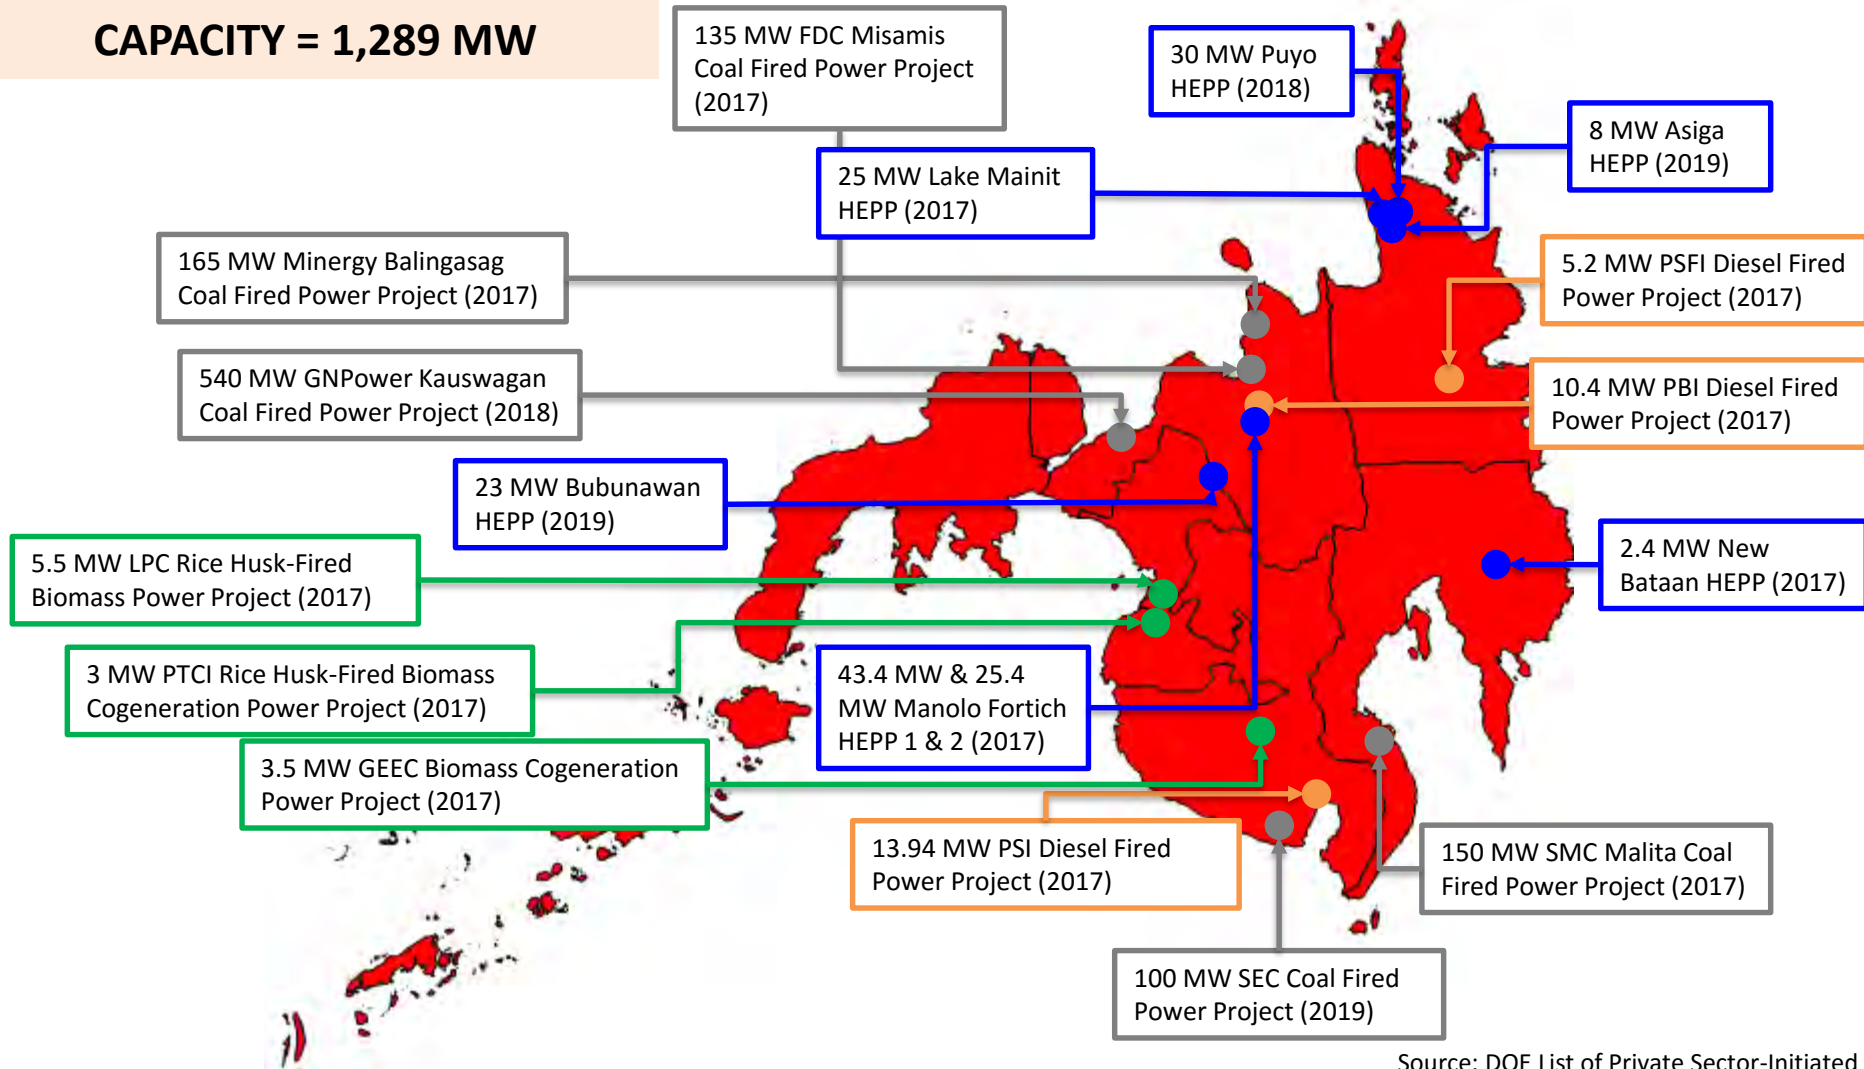 CAPACITY = 1,289 MW
135 MW FDC Misamis
Coal Fired Power Project
(2017)
30 MW Puyo
HEPP (2018)
8 MW Asiga
HEPP (2019)
25 MW Lake Mainit
HEPP (2017)
165 MW Minergy Balingasag
Coal Fired Power Project (2017)
5.2 MW PSFI Diesel Fired
Power Project (2017)
540 MW GNPower Kauswagan
Coal Fired Power Project (2018)
10.4 MW PBI Diesel Fired
Power Project (2017)
23 MW Bubunawan
HEPP (2019)
5.5 MW LPC Rice Husk-Fired
Biomass Power Project (2017)
2.4 MW New
Bataan HEPP (2017)
3 MW PTCI Rice Husk-Fired Biomass
Cogeneration Power Project (2017)
43.4 MW & 25.4
MW Manolo Fortich
HEPP 1 & 2 (2017)
3.5 MW GEEC Biomass Cogeneration
Power Project (2017)
13.94 MW PSI Diesel Fired
Power Project (2017)
150 MW SMC Malita Coal
Fired Power Project (2017)
100 MW SEC Coal Fired
Power Project (2019)
Source: DOE List of Private Sector-Initiated